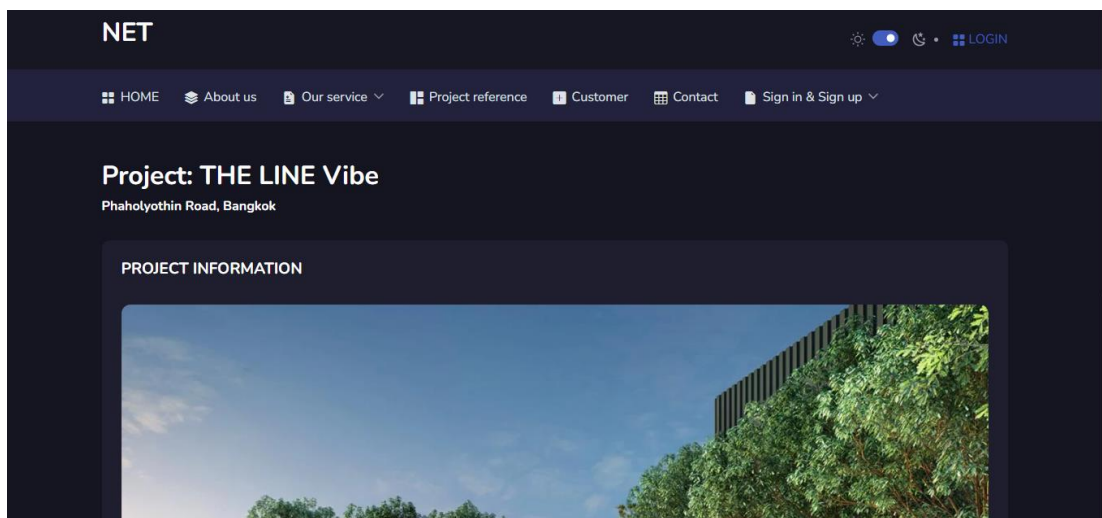 NET
LOGIN
HOME About us Our service Project reference Customer Contact Sign in & Sign up
Project: THE LINE Vibe
Phaholyothin Road, Bangkok
PROJECT INFORMATION